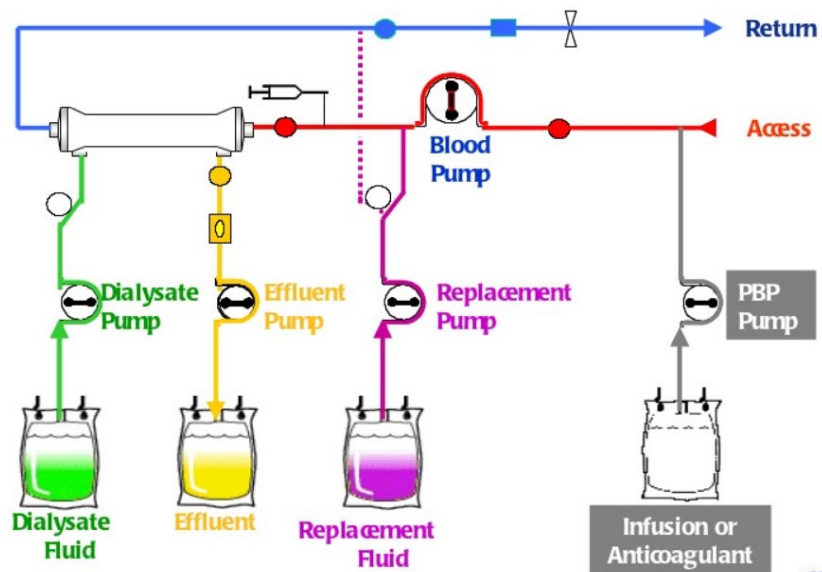 Return
Access
Blood
Pump
Dialysate
Pump
Effluent
Pump
Replacement
Pump
PBP
Pump
Dialysate
Fluid
Effluent
Replacement
Fluid
Infusion or
Anticoagulant